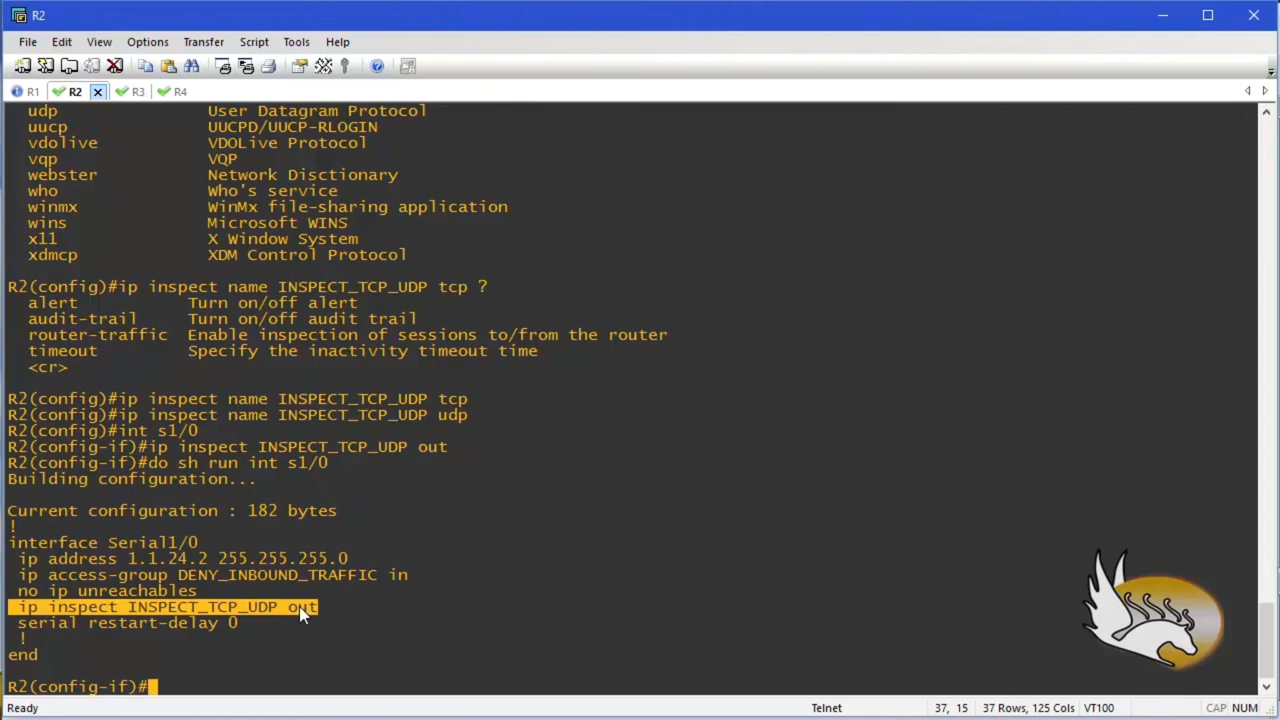 R2
File Edit View Options Transfer Script Tools Help
R1 R2 R3 R4
udp User Datagram Protocol
uucp UUCPD/UUCP-RLOGIN
vdolive VDOLive Protocol
vqp VQP
webster Network Disctionary
who Who's service
winmx WinMx file-sharing application
wins Microsoft WINS
x11 X Window System
xdmcp XDM Control Protocol
R2(config)#ip inspect name INSPECT_TCP_UDP tcp ?
alert Turn on/off alert
audit-trail Turn on/off audit trail
router-traffic Enable inspection of sessions to/from the router
timeout Specify the inactivity timeout time
<cr>
R2(config)#ip inspect name INSPECT_TCP_UDP tcp
R2(config)#ip inspect name INSPECT_TCP_UDP udp
R2(config)#int s1/0
R2(config-if)#ip inspect INSPECT_TCP_UDP out
R2(config-if)#do sh run int s1/0
Building configuration...
Current configuration : 182 bytes
!
interface Serial1/0
ip address 1.1.24.2 255.255.255.0
ip access-group DENY_INBOUND_TRAFFIC in
no ip unreachables
ip inspect INSPECT_TCP_UDP out
serial restart-delay 0
!
end
R2(config-if)#
Ready Telnet 37, 15 37 Rows, 125 Cols VT100 CAP NUM